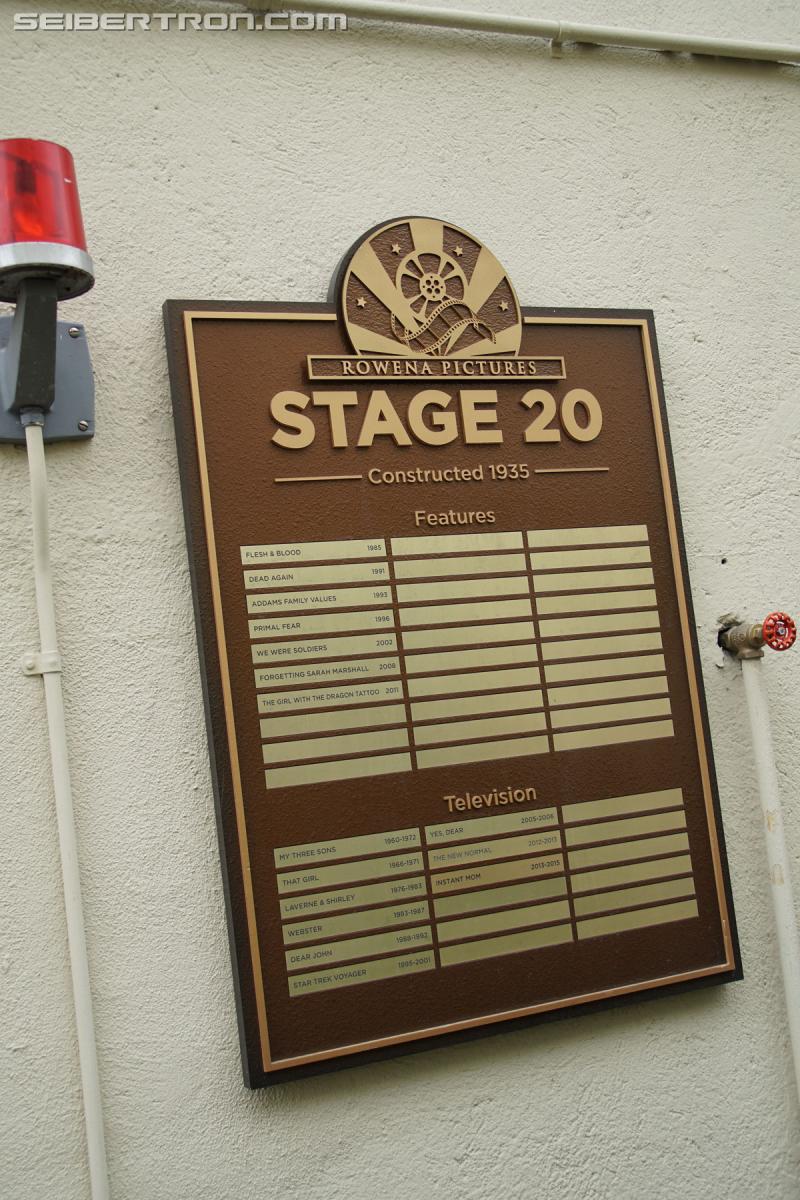 SEIBERTRON.COM
ROWENA PICTURES
STAGE 20
Constructed 1935
Features
FLESH & BLOOD 1985
DEAD AGAIN 1991
ADDAMS FAMILY VALUES 1993
PRIMAL FEAR 1996
WE WERE SOLDIERS 2002
FORGETTING SARAH MARSHALL 2008
THE GIRL WITH THE DRAGON TATTOO 2011
Television
MY THREE SONS 1960-1972
THAT GIRL 1966-1971
LAVERNE & SHIRLEY 1976-1983
WEBSTER 1983-1987
DEAR JOHN 1988-1992
STAR TREK VOYAGER 1995-2001
YES, DEAR 2005-2006
THE NEW NORMAL 2012-2013
INSTANT MOM 2013-2015